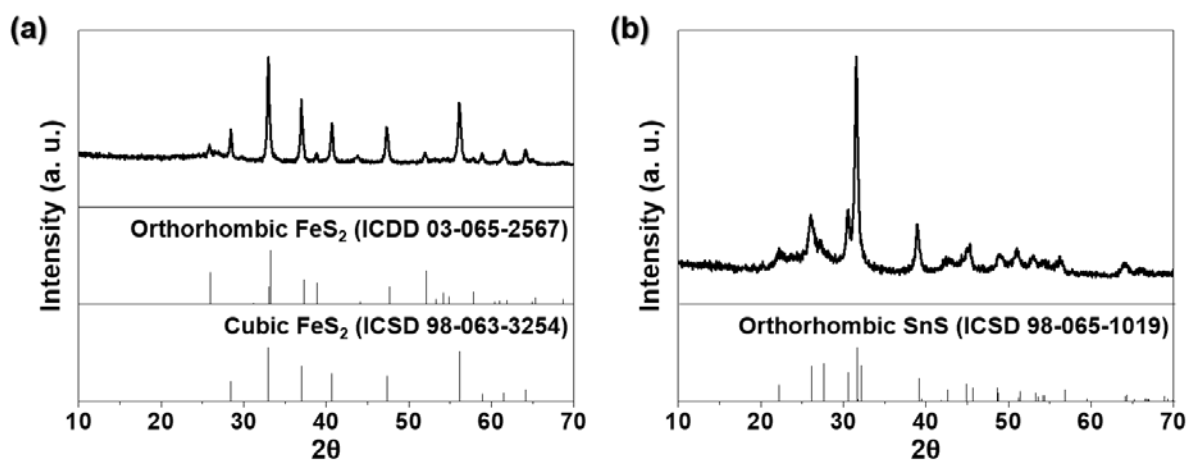 (a)
Intensity (a. u.)
Orthorhombic FeS₂ (ICDD 03-065-2567)
Cubic FeS₂ (ICSD 98-063-3254)
10 20 30 40 50 60 70
2θ
(b)
Intensity (a. u.)
Orthorhombic SnS (ICSD 98-065-1019)
10 20 30 40 50 60 70
2θ